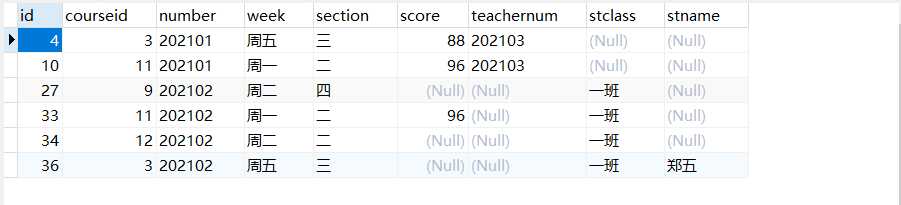 id courseid number week section score teachernum stclass stname
4 3 202101 周五 三 88 202103 (Null) (Null)
10 11 202101 周一 二 96 202103 (Null) (Null)
27 9 202102 周二 四 (Null) (Null) 一班 (Null)
33 11 202102 周一 二 96 (Null) 一班 (Null)
34 12 202102 周二 二 (Null) (Null) 一班 (Null)
36 3 202102 周五 三 (Null) (Null) 一班 郑五